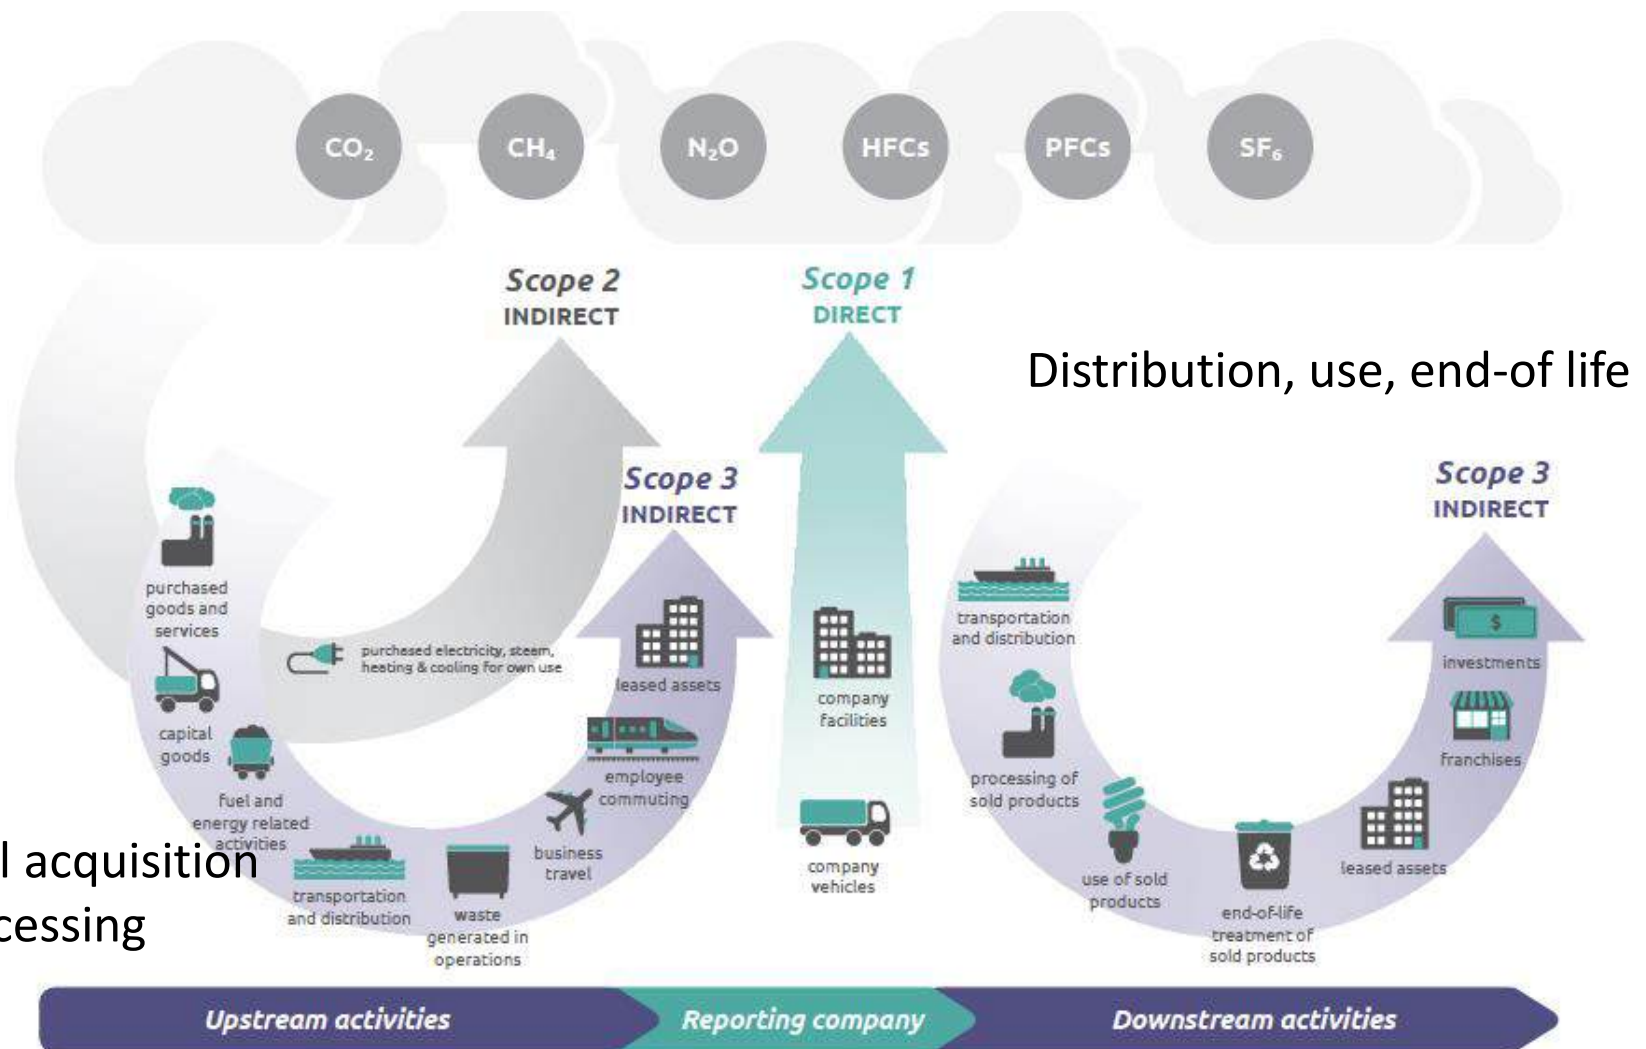 CO₂
CH₄
N₂O
HFCs
PFCs
SF₆
Scope 2
INDIRECT
Scope 1
DIRECT
Distribution, use, end-of life
Scope 3
INDIRECT
Scope 3
INDIRECT
purchased
goods and
services
capital
goods
fuel and
energy related
activities
transportation
and distribution
waste
generated in
operations
business
travel
employee
commuting
leased assets
purchased electricity, steam,
heating & cooling for own use
company
facilities
company
vehicles
transportation
and distribution
processing of
sold products
use of sold
products
end-of-life
treatment of
sold products
leased assets
franchises
investments
$
l acquisition
cessing
Upstream activities
Reporting company
Downstream activities